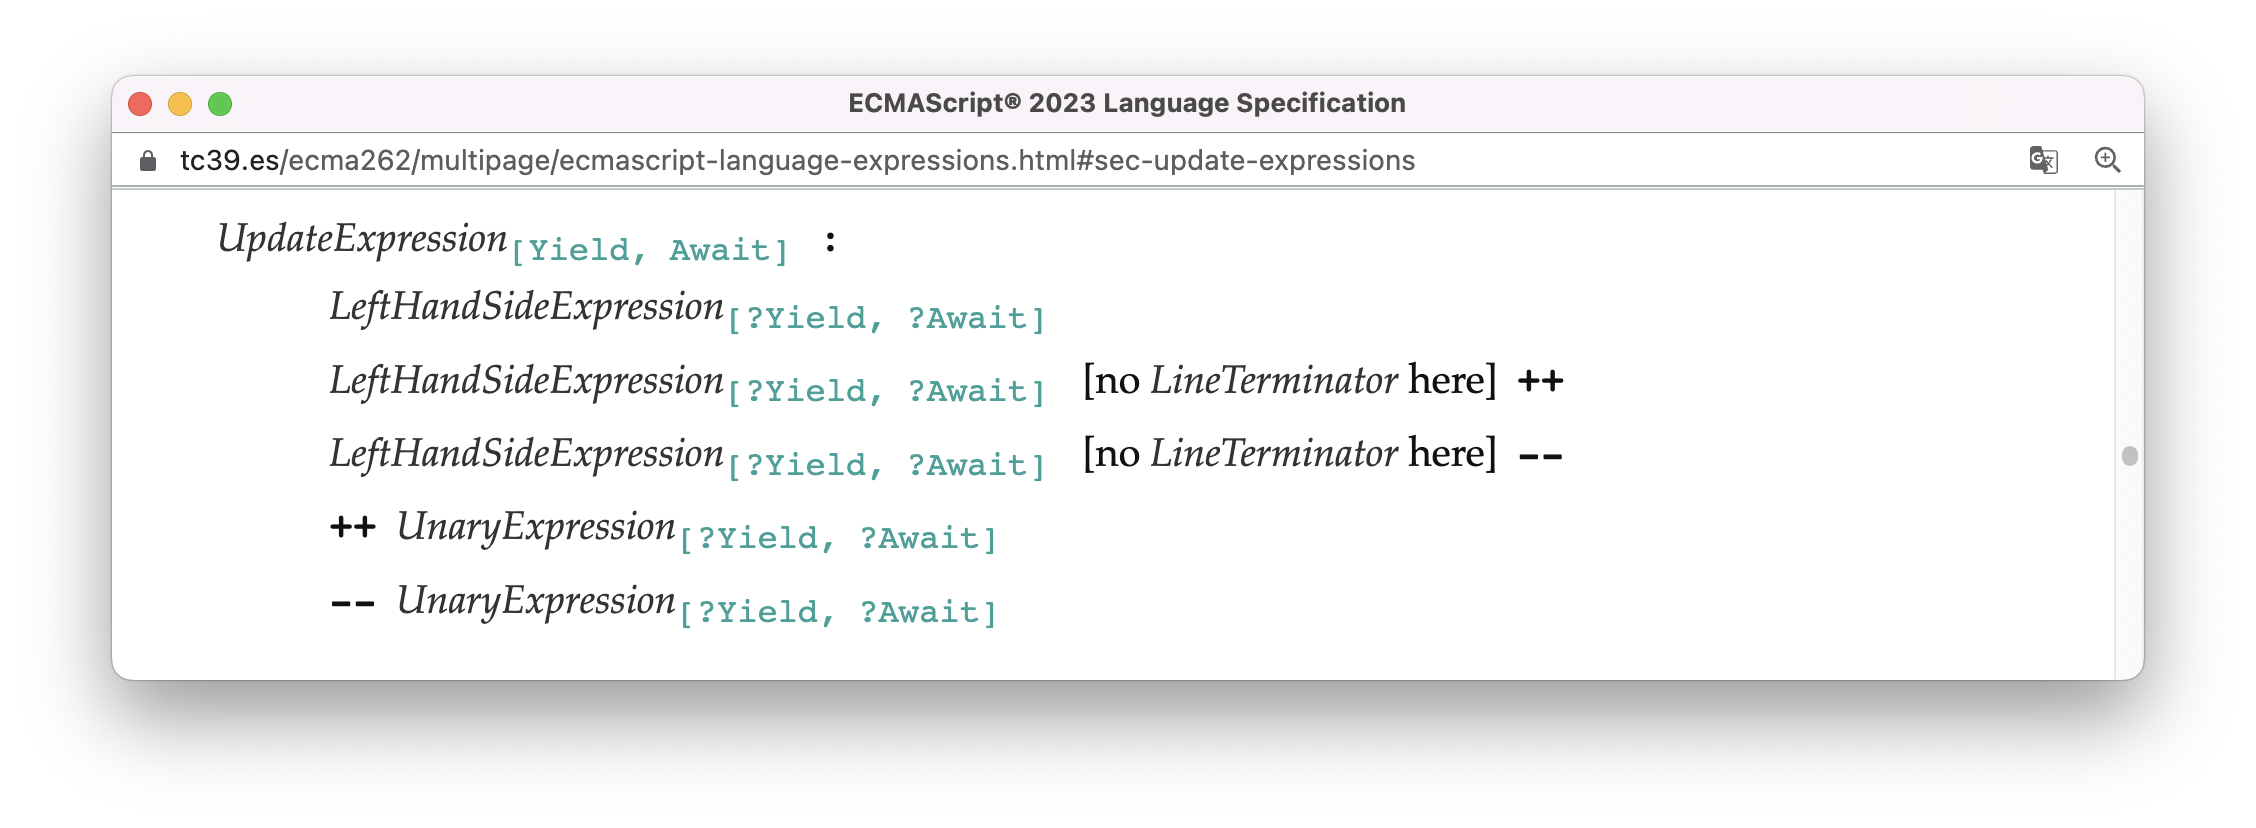 ECMAScript® 2023 Language Specification
tc39.es/ecma262/multipage/ecmascript-language-expressions.html#sec-update-expressions
UpdateExpression[Yield, Await] :
LeftHandSideExpression[?Yield, ?Await]
LeftHandSideExpression[?Yield, ?Await] [no LineTerminator here] ++
LeftHandSideExpression[?Yield, ?Await] [no LineTerminator here] --
++ UnaryExpression[?Yield, ?Await]
-- UnaryExpression[?Yield, ?Await]